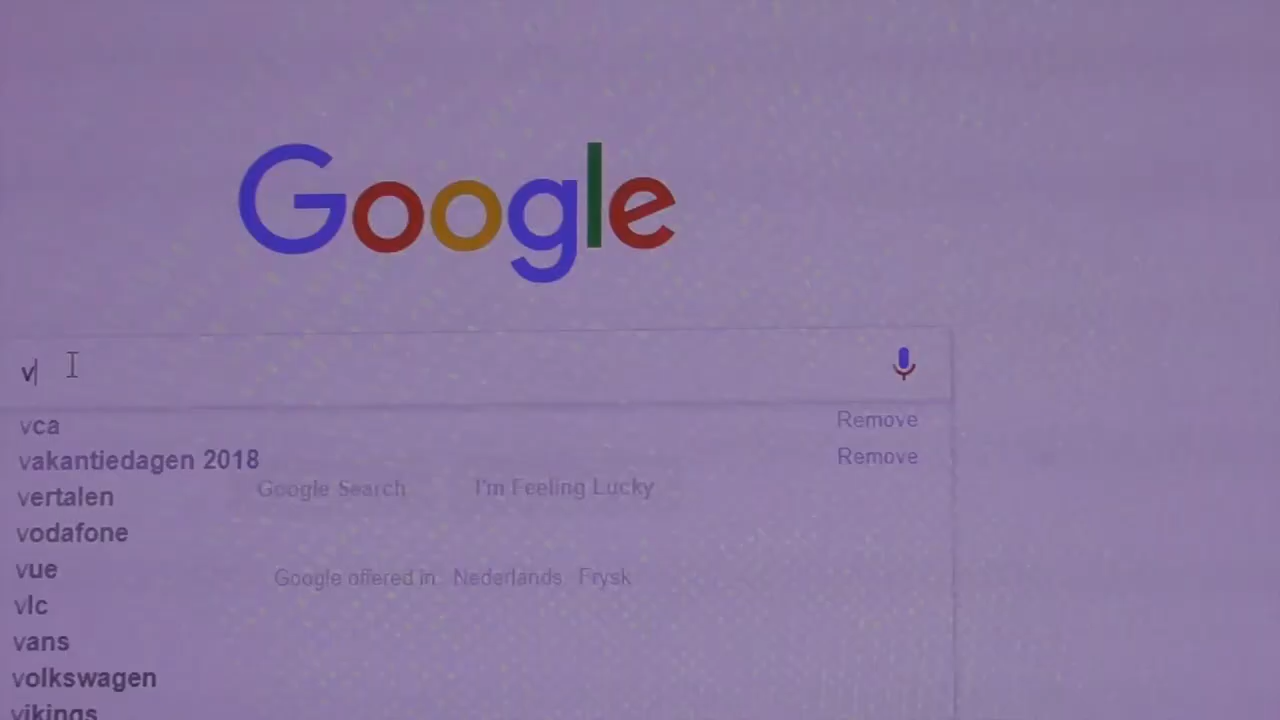 Google
v
vca Remove
vakantiedagen 2018 Remove
vertalen
Google Search I'm Feeling Lucky
vodafone
vue
Google offered in: Nederlands Frysk
vlc
vans
volkswagen
vikings